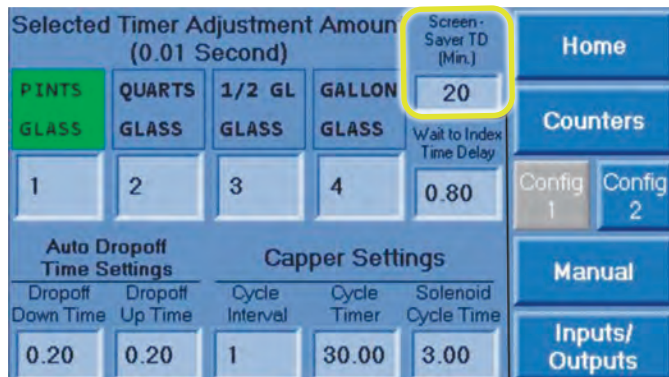 Selected Timer Adjustment Amoun
(0.01 Second)
Screen-
Saver TD
(Min.)
20
PINTS
GLASS
QUARTS
GLASS
1/2 GL
GLASS
GALLON
GLASS
Wait to Index
Time Delay
1
2
3
4
0.80
Auto Dropoff
Time Settings
Capper Settings
Dropoff
Down Time
Dropoff
Up Time
Cycle
Interval
Cycle
Timer
Solenoid
Cycle Time
0.20
0.20
1
30.00
3.00
Home
Counters
Config
1
Config
2
Manual
Inputs/
Outputs